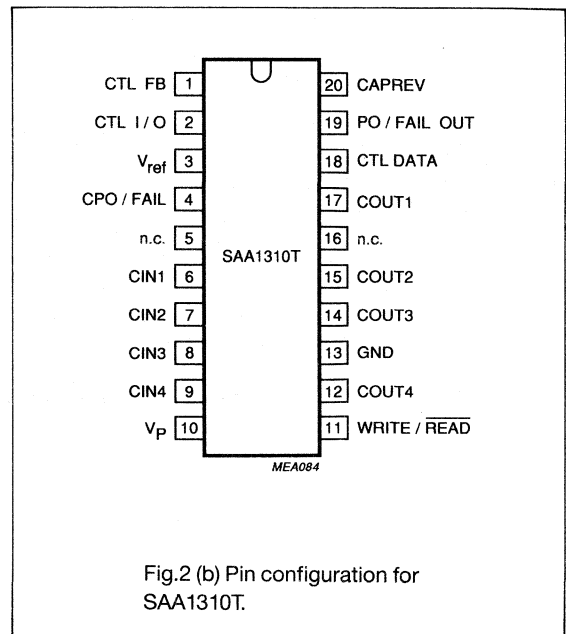 CTL FB 1 20 CAPREV
CTL I / O 2 19 PO / FAIL OUT
Vref 3 18 CTL DATA
CPO / FAIL 4 17 COUT1
n.c. 5 16 n.c.
SAA1310T
CIN1 6 15 COUT2
CIN2 7 14 COUT3
CIN3 8 13 GND
CIN4 9 12 COUT4
VP 10 11 WRITE / READ
MEA084
Fig.2 (b) Pin configuration for
SAA1310T.